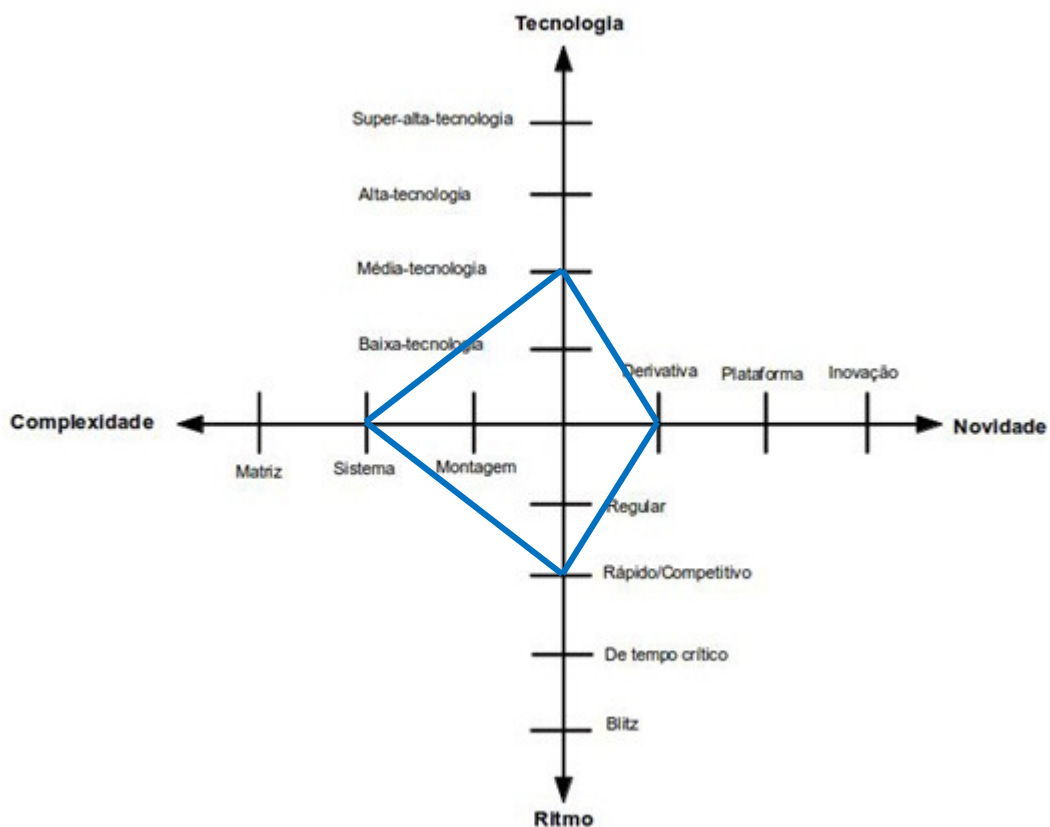 Tecnologia
Super-alta-tecnologia
Alta-tecnologia
Média-tecnologia
Baixa-tecnologia
Derivativa
Plataforma
Inovação
Complexidade
Novidade
Matriz
Sistema
Montagem
Regular
Rápido/Competitivo
De tempo crítico
Blitz
Ritmo